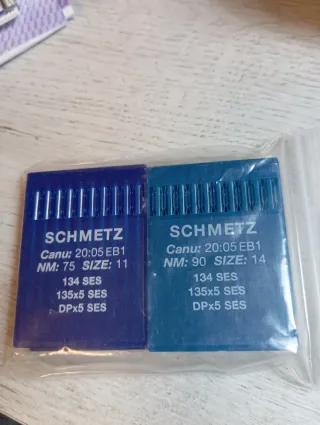 SCHMETZ
Canu: 20:05 EB1
NM: 75 SIZE: 11
134 SES
135x5 SES
DPx5 SES
SCHMETZ
Canu: 20:05 EB1
NM: 90 SIZE: 14
134 SES
135x5 SES
DPx5 SES